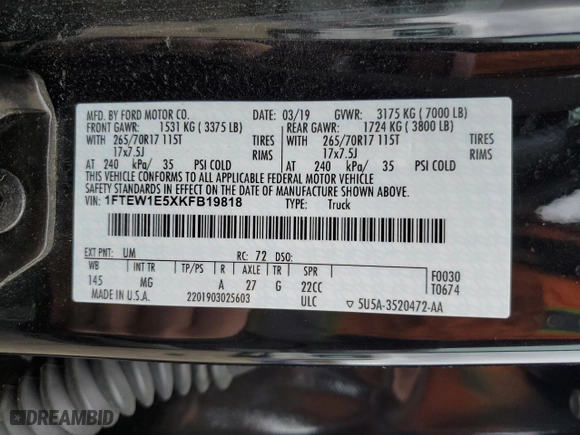 MFD. BY FORD MOTOR CO. DATE: 03/19 GVWR: 3175 KG ( 7000 LB)
FRONT GAWR: 1531 KG ( 3375 LB) REAR GAWR: 1724 KG ( 3800 LB)
WITH 265/70R17 115T TIRES WITH 265/70R17 115T TIRES
17x7.5J RIMS 17x7.5J RIMS
AT 240 kPa/ 35 PSI COLD AT 240 kPa/ 35 PSI COLD
THIS VEHICLE CONFORMS TO ALL APPLICABLE FEDERAL MOTOR VEHICLE
SAFETY STANDARDS IN EFFECT ON THE DATE OF MANUFACTURE SHOWN ABOVE.
VIN: 1FTEW1E5XKFB19818 TYPE: Truck
EXT PNT: UM RC: 72 DSO: F0030
WB INT TR TP/PS R AXLE TR SPR T0674
145 MG A 27 G 22CC
MADE IN U.S.A. 2201903025603 ULC ▽ 5U5A-3520472-AA
DREAMBID